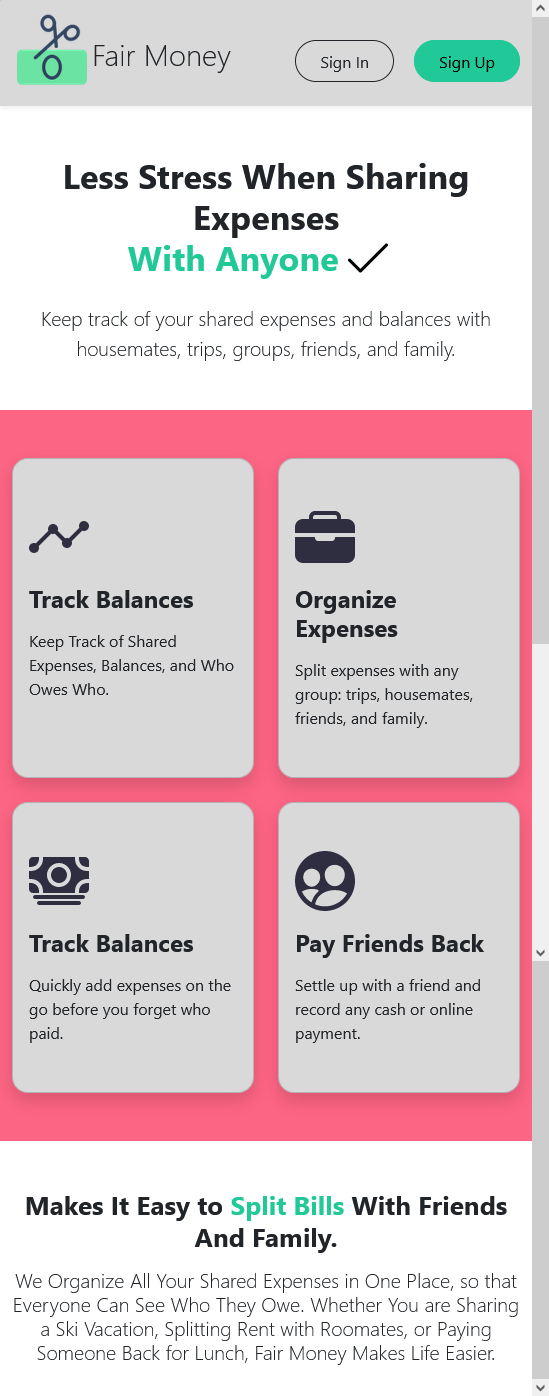 Fair Money
Sign In
Sign Up
Less Stress When Sharing
Expenses
With Anyone
Keep track of your shared expenses and balances with
housemates, trips, groups, friends, and family.
Track Balances
Keep Track of Shared
Expenses, Balances, and Who
Owes Who.
Organize
Expenses
Split expenses with any
group: trips, housemates,
friends, and family.
Track Balances
Quickly add expenses on the
go before you forget who
paid.
Pay Friends Back
Settle up with a friend and
record any cash or online
payment.
Makes It Easy to Split Bills With Friends
And Family.
We Organize All Your Shared Expenses in One Place, so that
Everyone Can See Who They Owe. Whether You are Sharing
a Ski Vacation, Splitting Rent with Roomates, or Paying
Someone Back for Lunch, Fair Money Makes Life Easier.